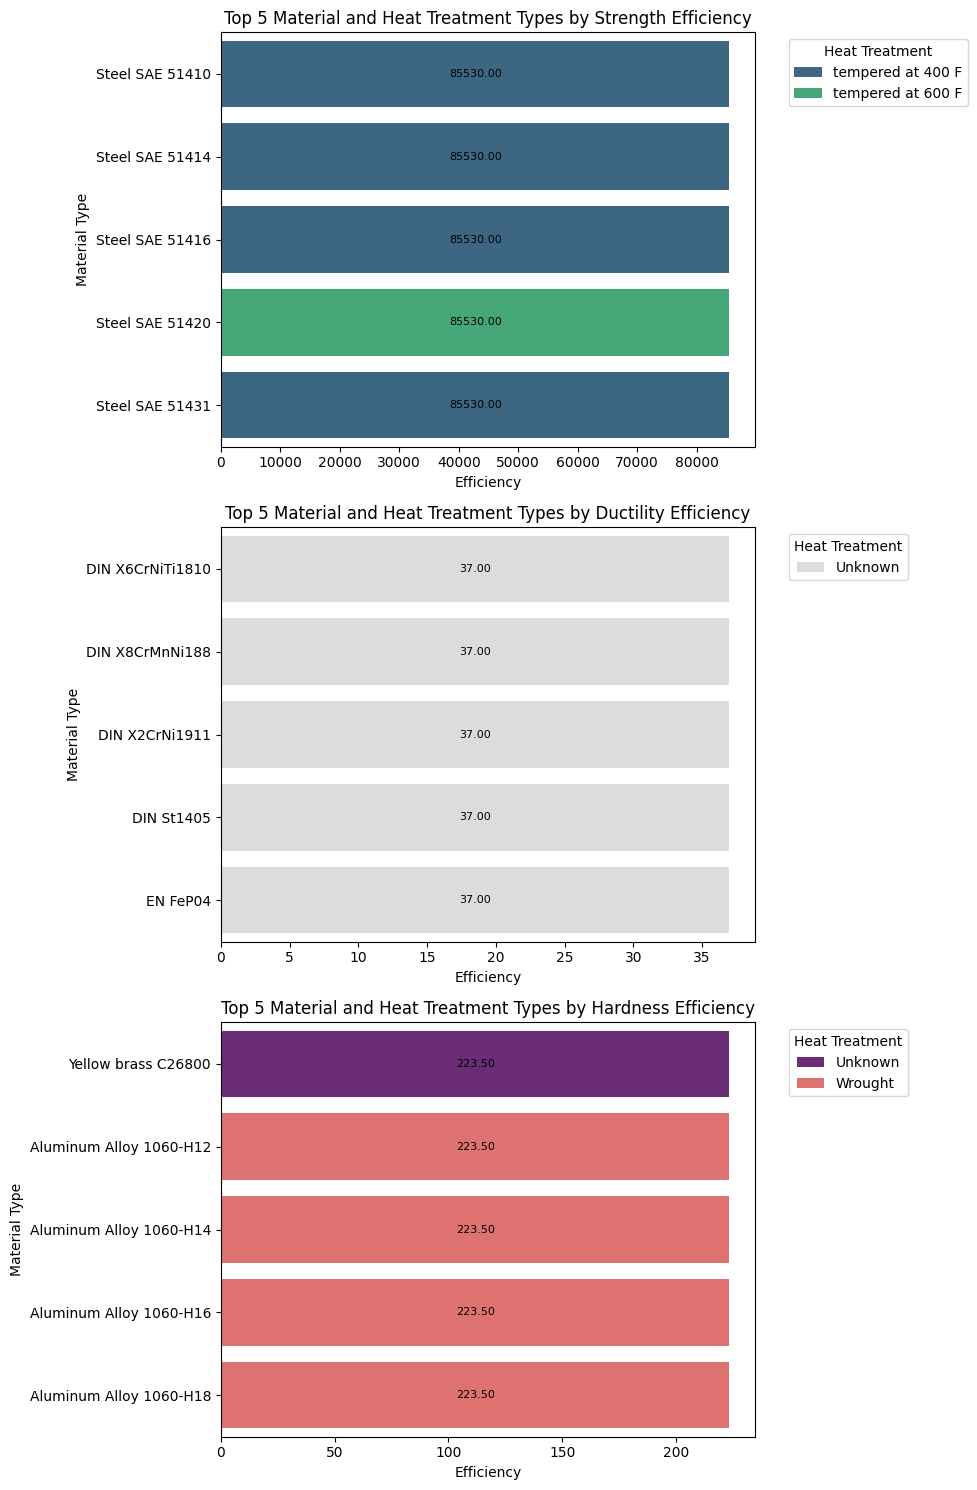 Top 5 Material and Heat Treatment Types by Strength Efficiency
Material Type
Steel SAE 51410
85530.00
Steel SAE 51414
85530.00
Steel SAE 51416
85530.00
Steel SAE 51420
85530.00
Steel SAE 51431
85530.00
0 10000 20000 30000 40000 50000 60000 70000 80000
Efficiency
Heat Treatment
tempered at 400 F
tempered at 600 F
Top 5 Material and Heat Treatment Types by Ductility Efficiency
Material Type
DIN X6CrNiTi1810
37.00
DIN X8CrMnNi188
37.00
DIN X2CrNi1911
37.00
DIN St1405
37.00
EN FeP04
37.00
0 5 10 15 20 25 30 35
Efficiency
Heat Treatment
Unknown
Top 5 Material and Heat Treatment Types by Hardness Efficiency
Material Type
Yellow brass C26800
223.50
Aluminum Alloy 1060-H12
223.50
Aluminum Alloy 1060-H14
223.50
Aluminum Alloy 1060-H16
223.50
Aluminum Alloy 1060-H18
223.50
0 50 100 150 200
Efficiency
Heat Treatment
Unknown
Wrought